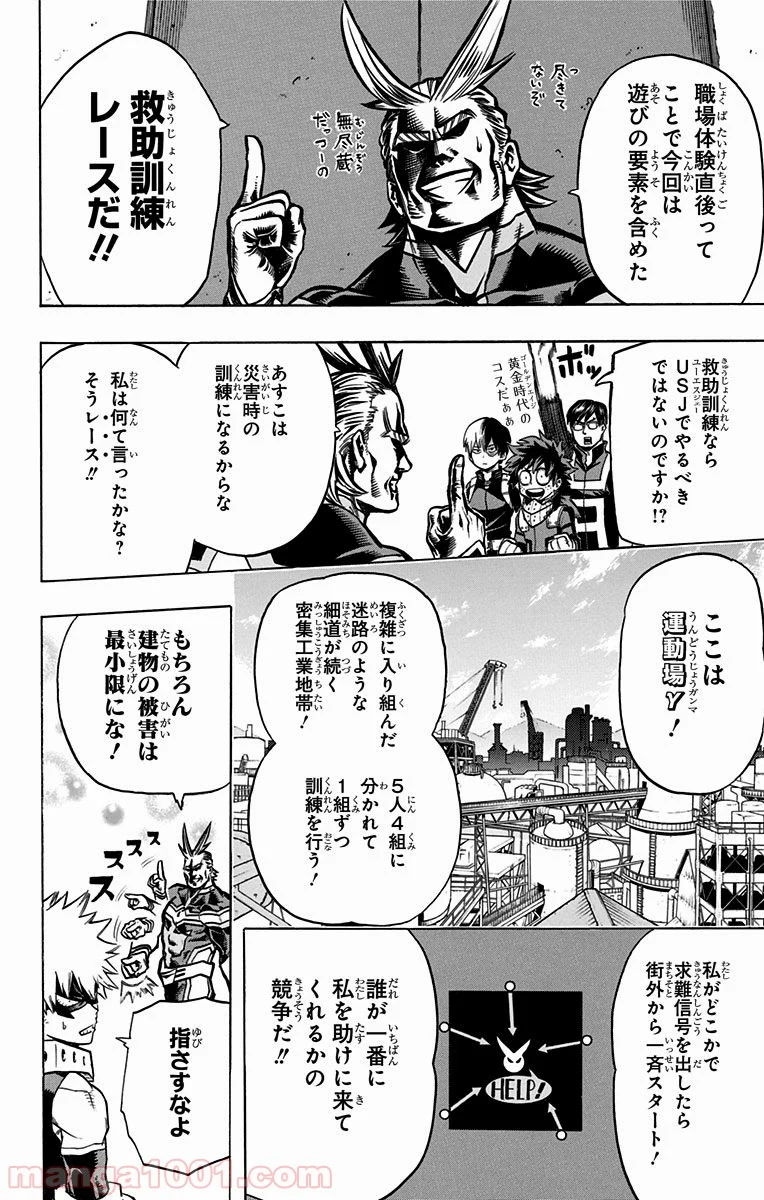 職場体験直後って
ことで今回は
遊びの要素を含めた
尽きて
ないぞ
無尽蔵
だっつーの
救助訓練
レースだ!!
救助訓練なら
USJでやるべき
ではないのですか!?
ボッ
黄金時代の
コスだぁぁ
あすこは
災害時の
訓練になるからな
私は何て言ったかな?
そうレース!!
ここは
運動場γ!
複雑に入り組んだ
迷路のような
細道が続く
密集工業地帯!
5人4組に
分かれて
1組ずつ
訓練を行う!
私がどこかで
求難信号を出したら
街外から一斉スタート!
HELP!
誰が一番に
私を助けに来て
くれるかの
競争だ!!
もちろん
建物の被害は
最小限にな!
スススス
指さすなよ
manga1001.com